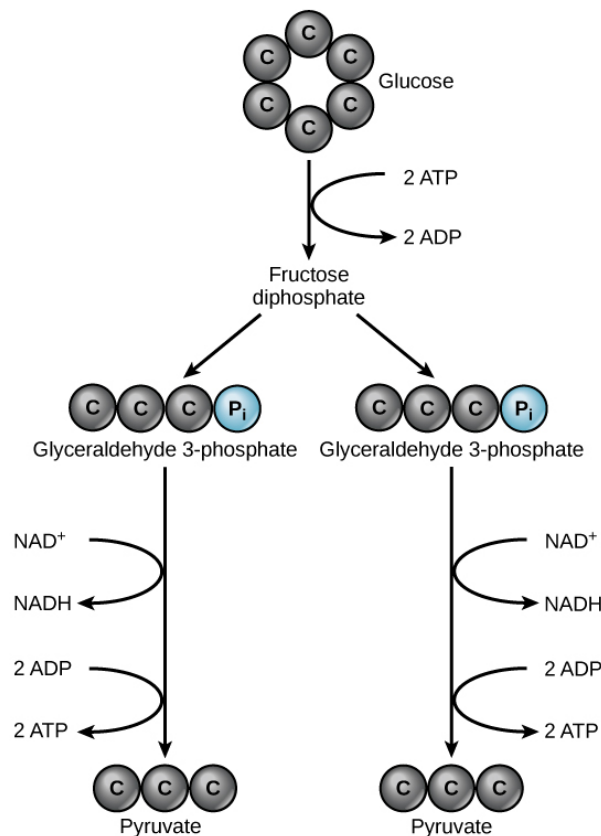 C
C C
Glucose
C C
C
2 ATP
2 ADP
Fructose
diphosphate
C C C Pi
C C C Pi
Glyceraldehyde 3-phosphate
Glyceraldehyde 3-phosphate
NAD+
NAD+
NADH
NADH
2 ADP
2 ADP
2 ATP
2 ATP
C C C
C C C
Pyruvate
Pyruvate